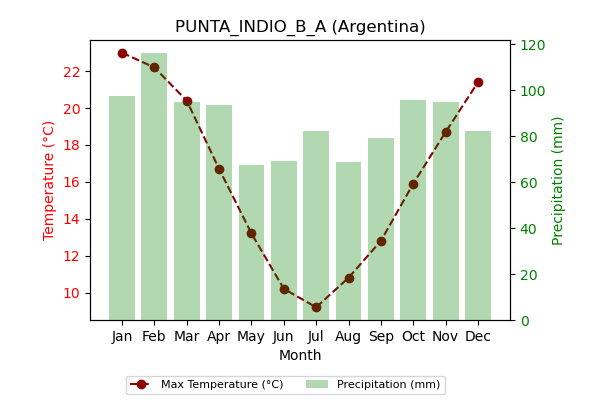 PUNTA_INDIO_B_A (Argentina)
Temperature (°C)
22
20
18
16
14
12
10
120
100
80
60
40
20
0
Precipitation (mm)
Jan Feb Mar Apr May Jun Jul Aug Sep Oct Nov Dec
Month
Max Temperature (°C) Precipitation (mm)